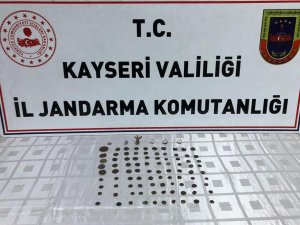 T.C.
KAYSERİ VALİLİĞİ
İL JANDARMA KOMUTANLIĞI